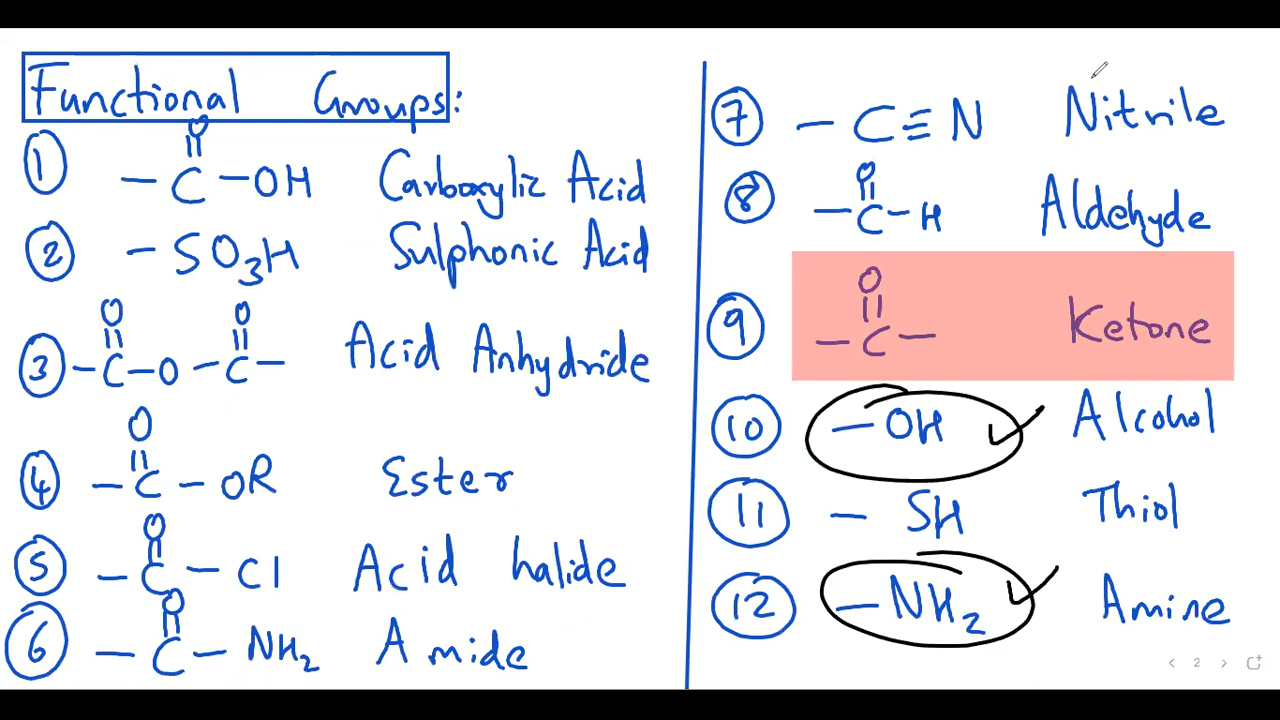 Functional Groups:
① O
- C - OH Carboxylic Acid
② - SO3H Sulphonic Acid
③ O O
- C - O - C - Acid Anhydride
④ O
- C - OR Ester
⑤ O
- C - Cl Acid halide
⑥ O
- C - NH2 Amide
⑦ - C ≡ N Nitrile
⑧ O
- C - H Aldehyde
⑨ O
- C - Ketone
⑩ - OH Alcohol
⑪ - SH Thiol
⑫ - NH2 Amine
< 2 >